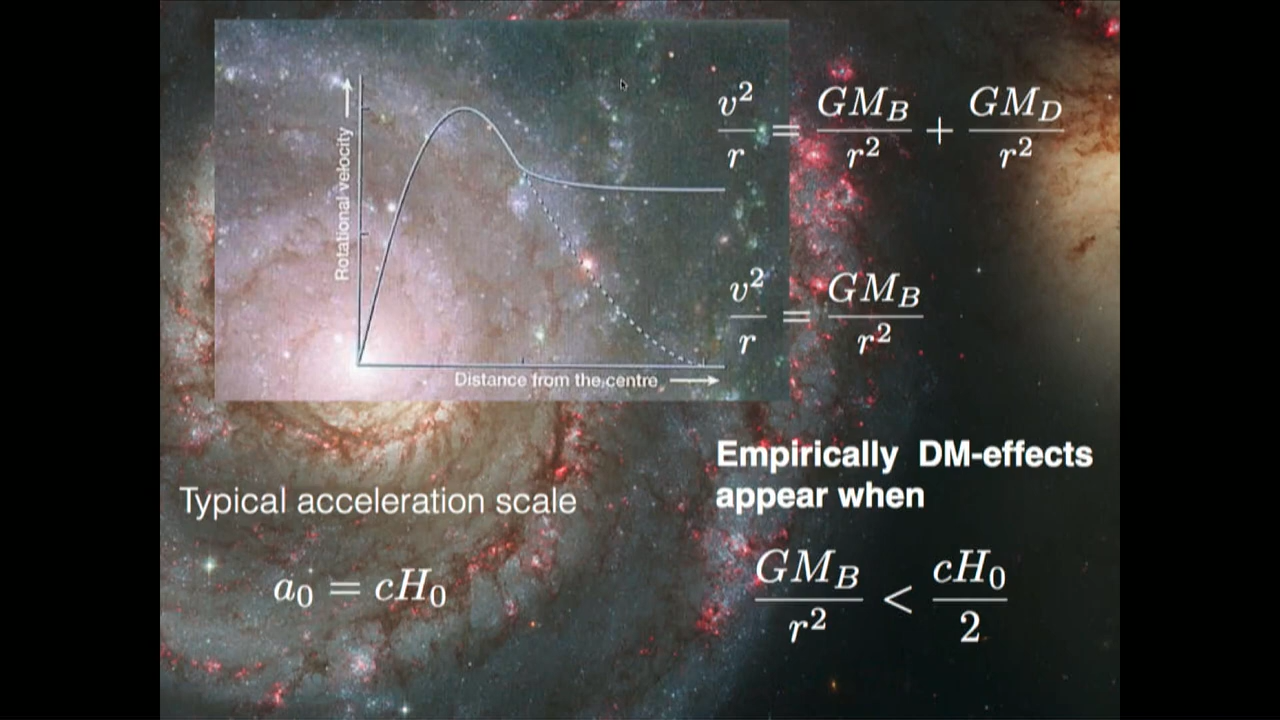 Rotational velocity
Distance from the centre
v²/r = GM_B/r² + GM_D/r²
v²/r = GM_B/r²
Empirically DM-effects
appear when
GM_B/r² < cH₀/2
Typical acceleration scale
a₀ = cH₀